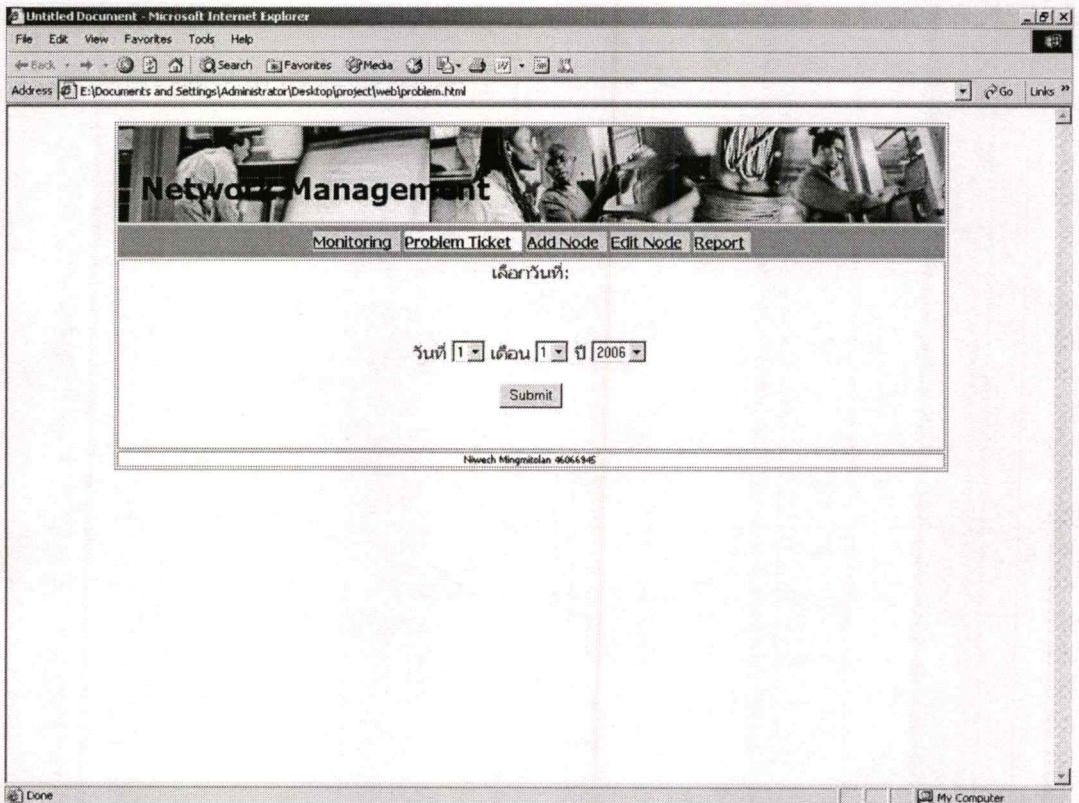 Untitled Document - Microsoft Internet Explorer
File Edit View Favorites Tools Help
Back Search Favorites Media
Address E:\Documents and Settings\Administrator\Desktop\project\web\problem.html Go Links »
Network Management
Monitoring Problem Ticket Add Node Edit Node Report
เลือกวันที่:
วันที่ 1 เดือน 1 ปี 2006
Submit
Niwech Mingmitolan 46066945
Done My Computer